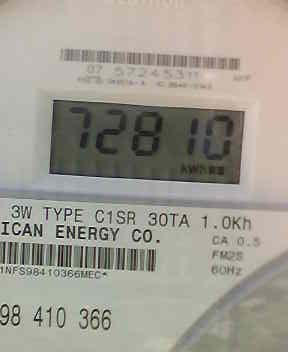 07 57245311
72810
kWh
3W TYPE C1SR 30TA 1.0Kh
ICAN ENERGY CO.
CA 0.5
FM2S
60Hz
1NFS98410366MEC*
98 410 366